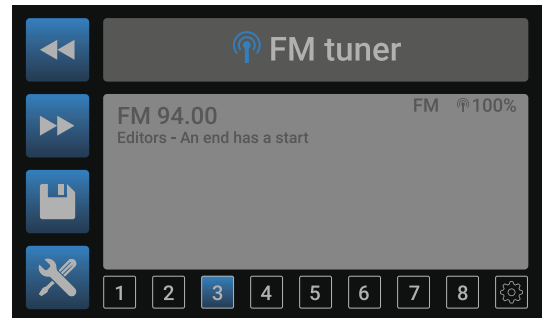 FM tuner
FM 94.00
FM 100%
Editors - An end has a start
1 2 3 4 5 6 7 8